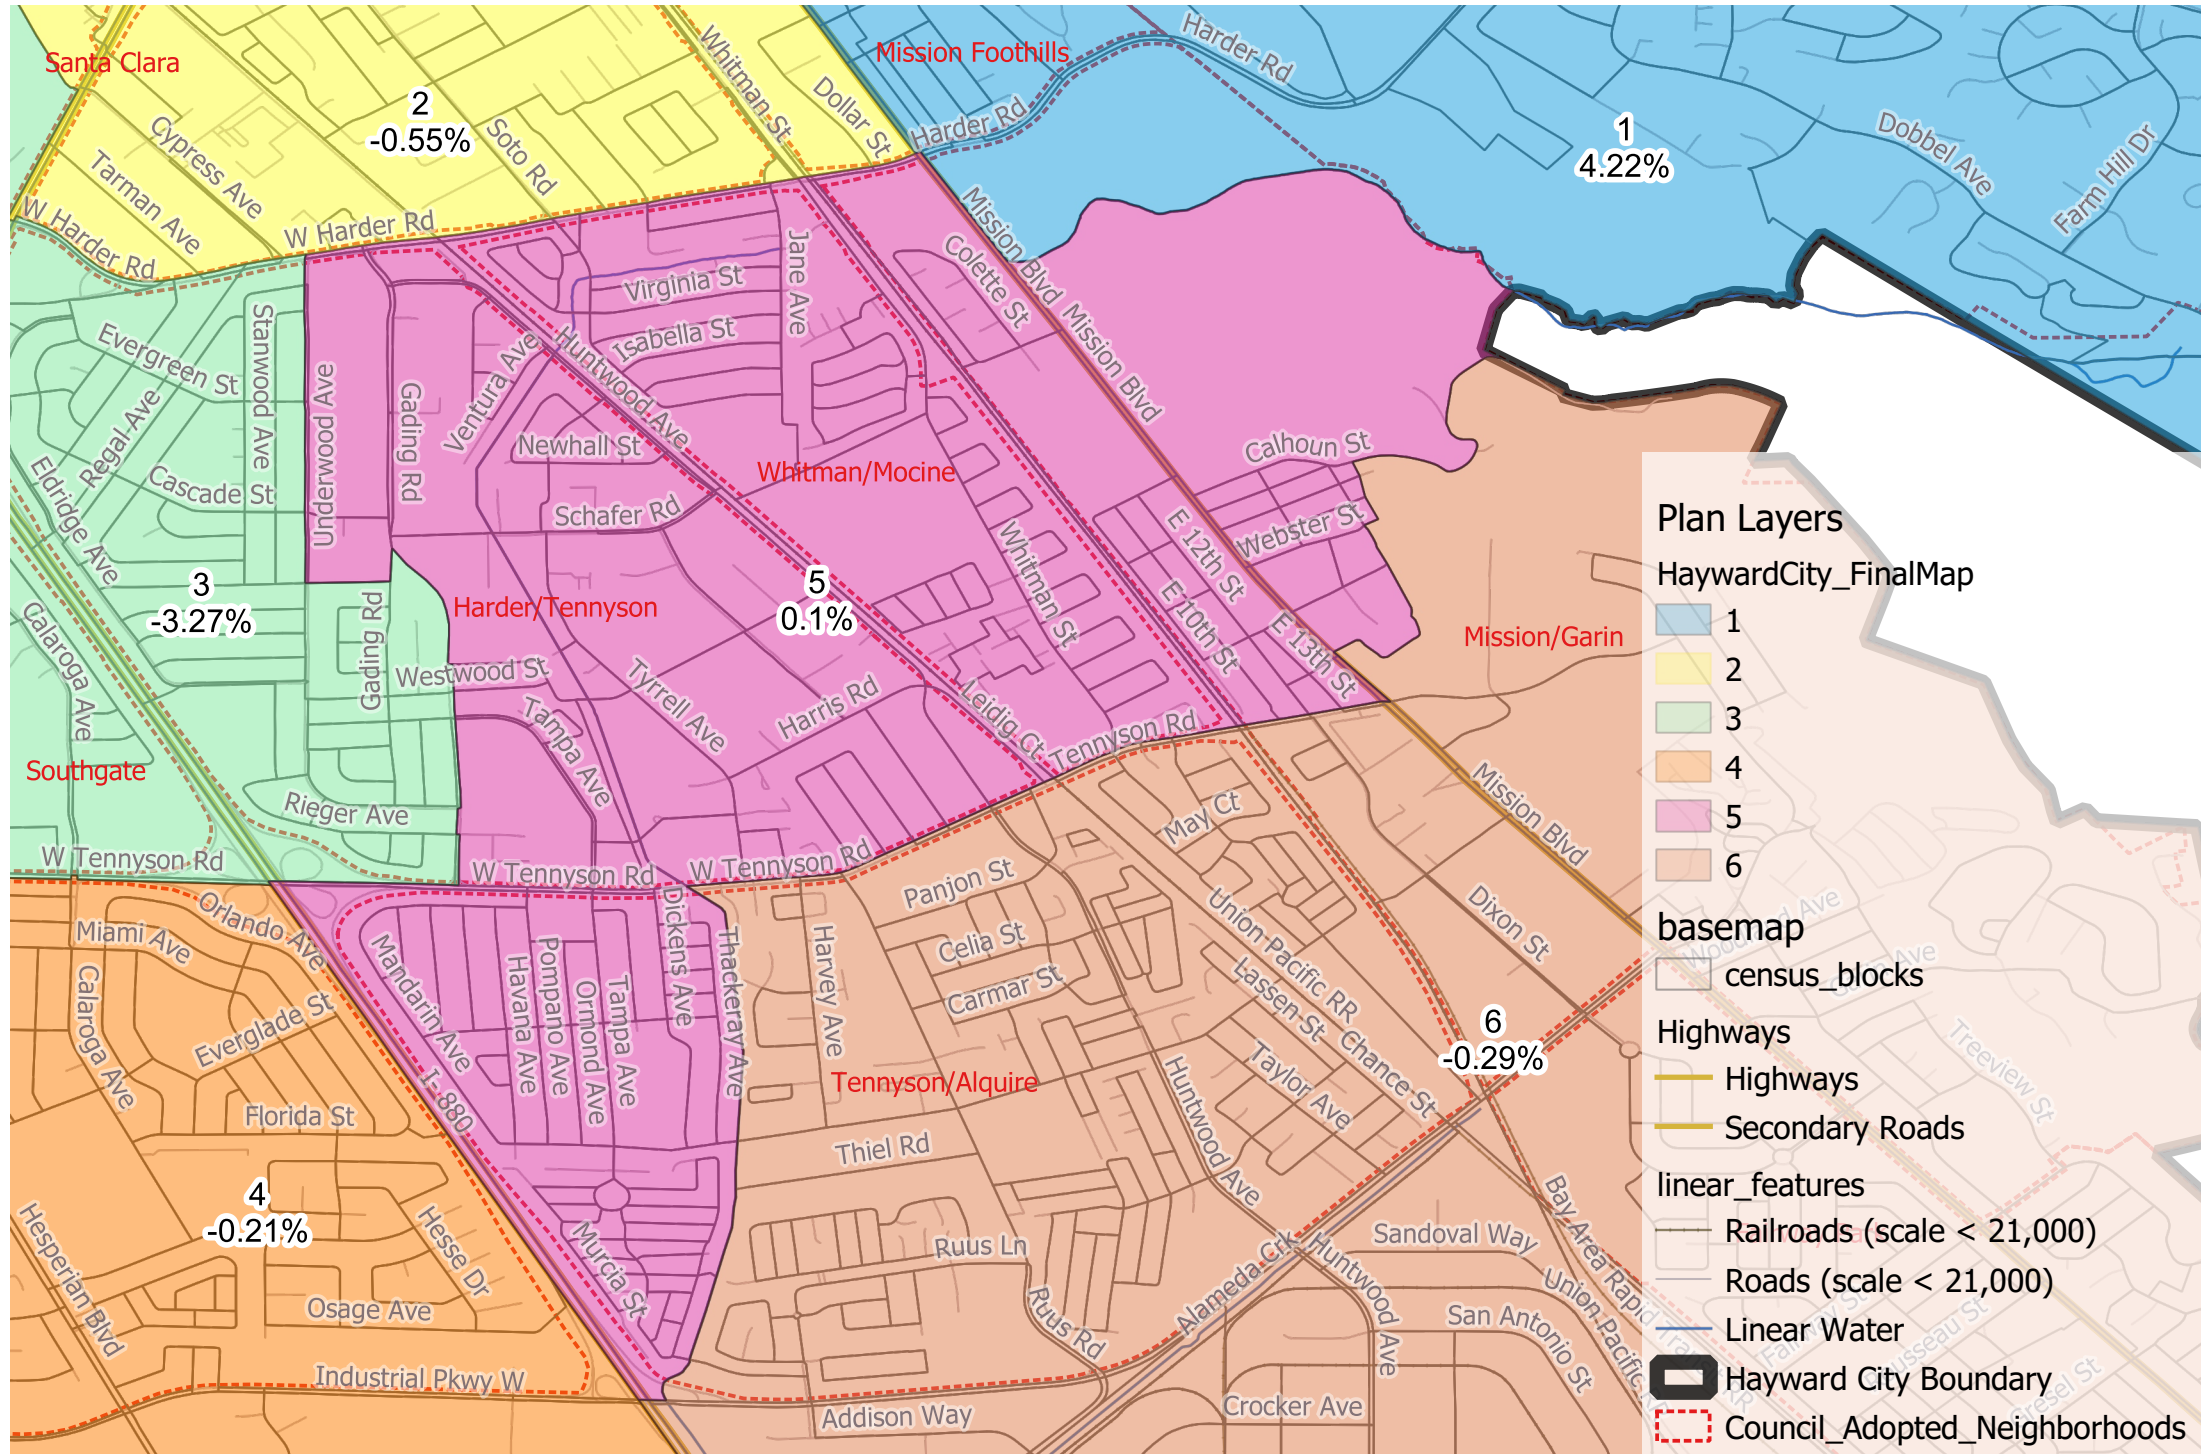 Santa Clara
2
-0.55%
Cypress Ave
Tarman Ave
Soto Rd
Whitman St
Dollar St
W Harder Rd
W Harder Rd
Mission Foothills
Harder Rd
Harder Rd
1
4.22%
Dobbel Ave
Farm Hill Dr
Mission Blvd
Mission Blvd
Colette St
Jane Ave
Virginia St
Isabella St
Huntwood Ave
Ventura Ave
Newhall St
Schafer Rd
Whitman/Mocine
Underwood Ave
Gading Rd
Stanwood Ave
Evergreen St
Regal Ave
Cascade St
Eldridge Ave
3
-3.27%
Calaroga Ave
Gading Rd
Southgate
Harder/Tennyson
5
0.1%
Westwood St
Tampa Ave
Tyrrell Ave
Harris Rd
Leidig Ct
Tennyson Rd
Whitman St
Calhoun St
Webster St
E 12th St
E 10th St
E 13th St
Mission/Garin
Rieger Ave
W Tennyson Rd
W Tennyson Rd
W Tennyson Rd
Mission Blvd
May Ct
Panjon St
Celia St
Carmar St
Union Pacific RR
Lassen St
Chance St
Taylor Ave
Dixon St
Orlando Ave
Miami Ave
Calaroga Ave
Everglade St
Florida St
Mandarin Ave
I-880
Havana Ave
Pompano Ave
Ormond Ave
Tampa Ave
Dickens Ave
Thackeray Ave
Harvey Ave
Tennyson/Alquire
6
-0.29%
Huntwood Ave
Thiel Rd
4
-0.21%
Hesperian Blvd
Hesse Dr
Osage Ave
Industrial Pkwy W
Murcia St
Ruus Ln
Ruus Rd
Alameda Crk
Huntwood Ave
Sandoval Way
San Antonio St
Bay Area Rapid
Union Pacific
Addison Way
Crocker Ave
Treeview St
Plan Layers
HaywardCity_FinalMap
1
2
3
4
5
6
basemap
census_blocks
Highways
Highways
Secondary Roads
linear_features
Railroads (scale < 21,000)
Roads (scale < 21,000)
Linear Water
Hayward City Boundary
Council_Adopted_Neighborhoods